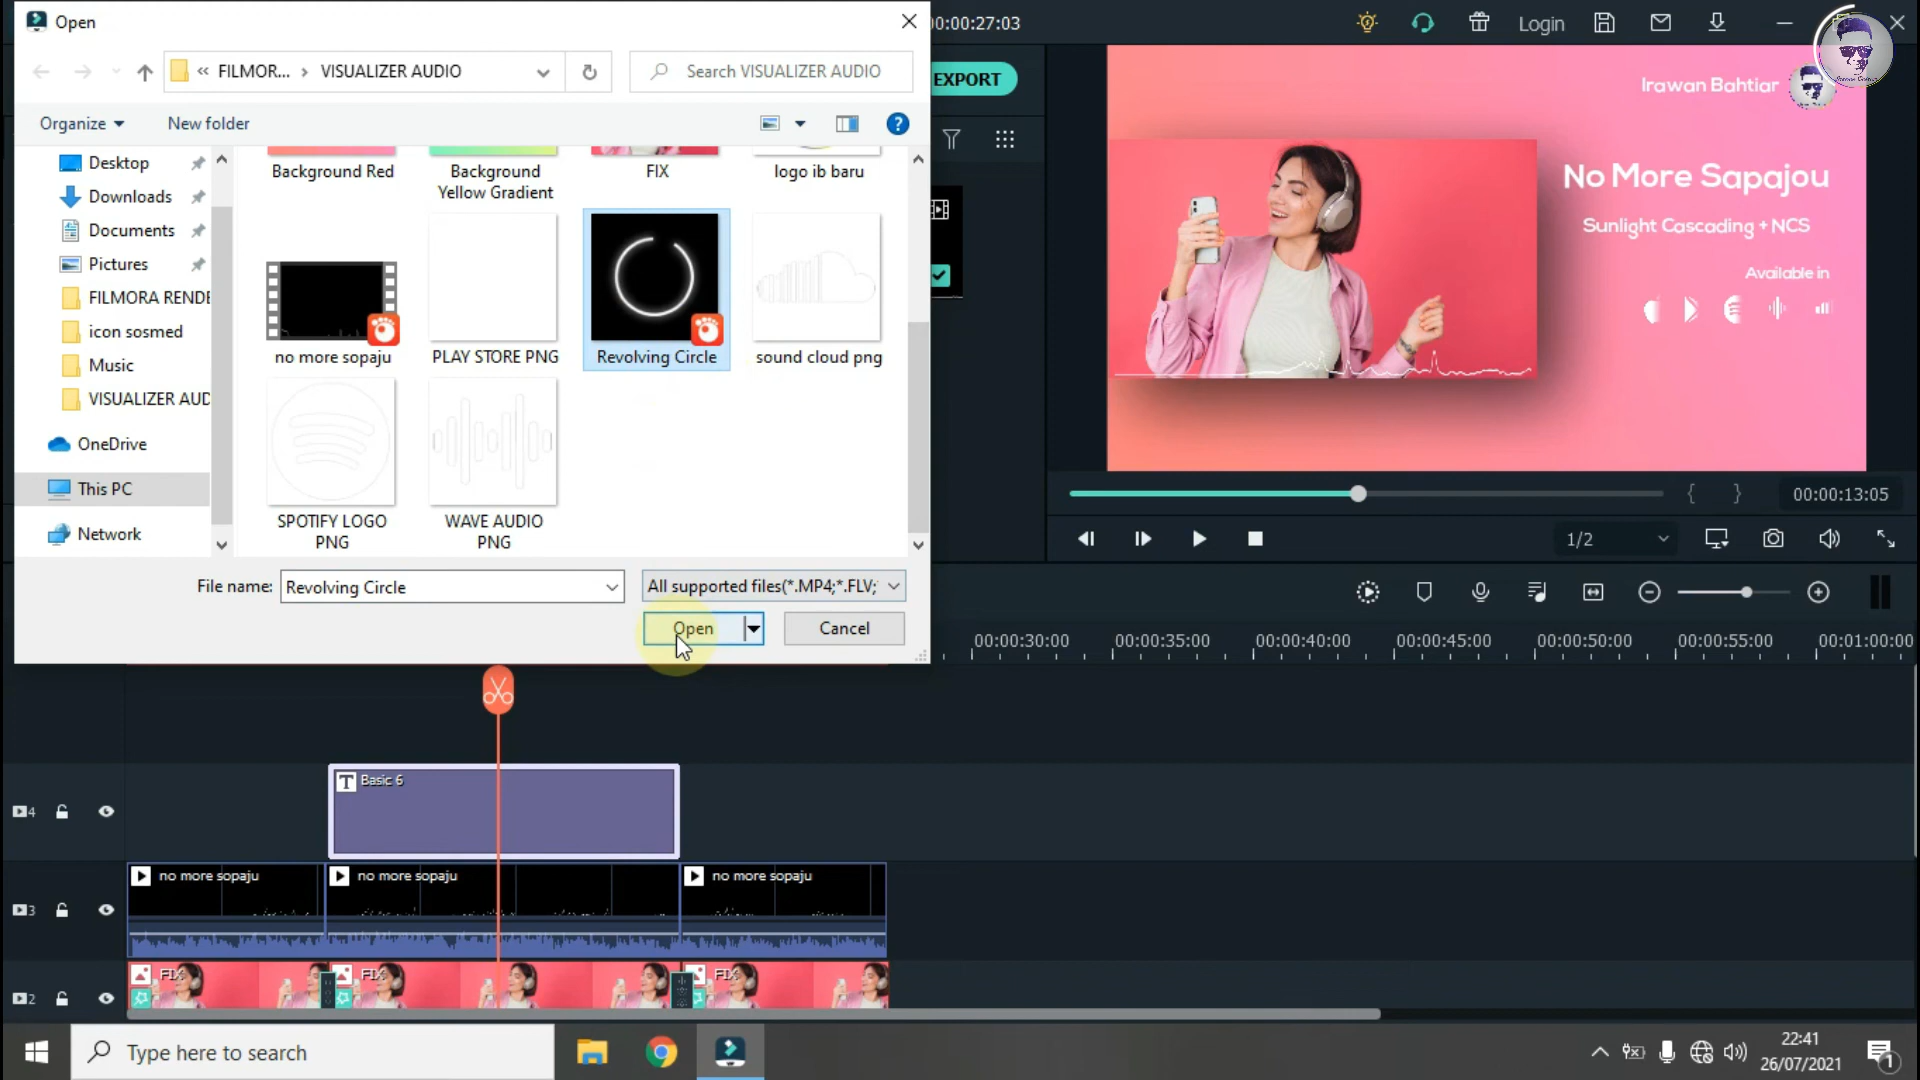 Open
00:00:27:03
Login
« FILMOR... › VISUALIZER AUDIO
Search VISUALIZER AUDIO
EXPORT
Organize
New folder
Desktop
Downloads
Documents
Pictures
FILMORA RENDE
icon sosmed
Music
VISUALIZER AUD
OneDrive
This PC
Network
Background Red
Background
Yellow Gradient
FIX
logo ib baru
no more sopaju
PLAY STORE PNG
Revolving Circle
sound cloud png
SPOTIFY LOGO
PNG
WAVE AUDIO
PNG
File name:
Revolving Circle
All supported files(*.MP4;*.FLV;
Open
Cancel
Irawan Bahtiar
No More Sapajou
Sunlight Cascading + NCS
Available in
{ }
00:00:13:05
1/2
00:00:30:00
00:00:35:00
00:00:40:00
00:00:45:00
00:00:50:00
00:00:55:00
00:01:00:00
4
T Basic 6
3
no more sopaju
no more sopaju
no more sopaju
2
FIX
FIX
FIX
Type here to search
22:41
26/07/2021
1